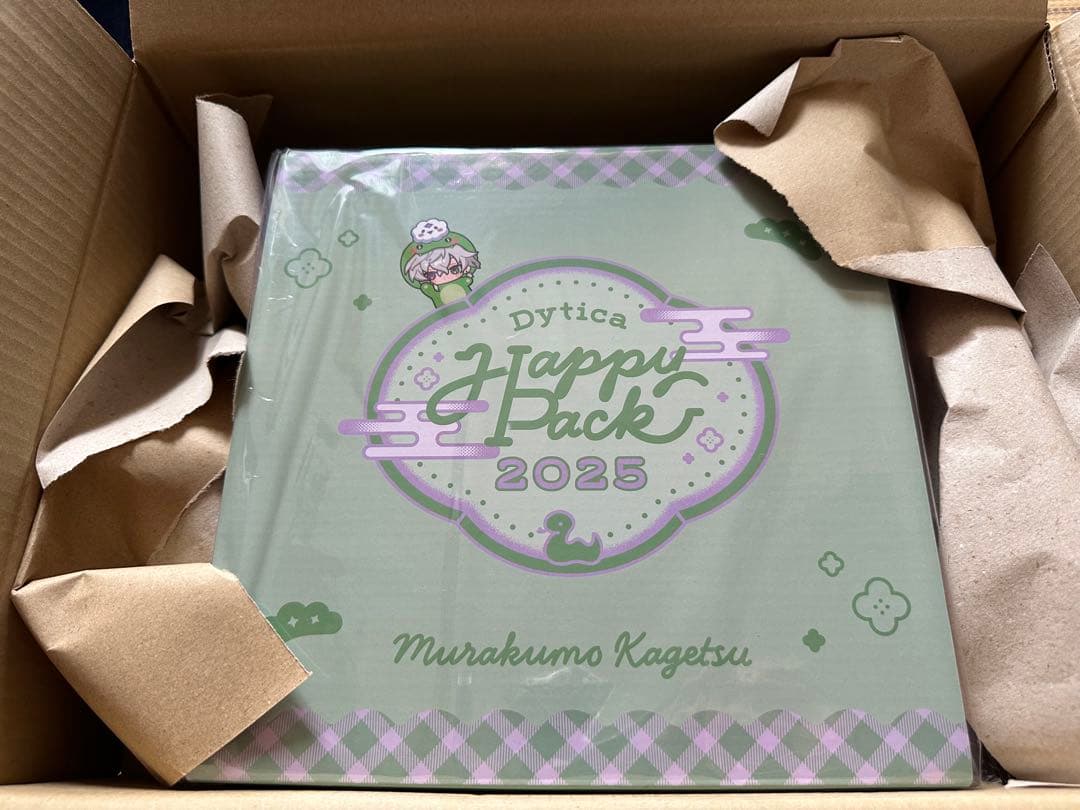 Dytica
Happy
Pack
2025
Murakumo Kagetsu